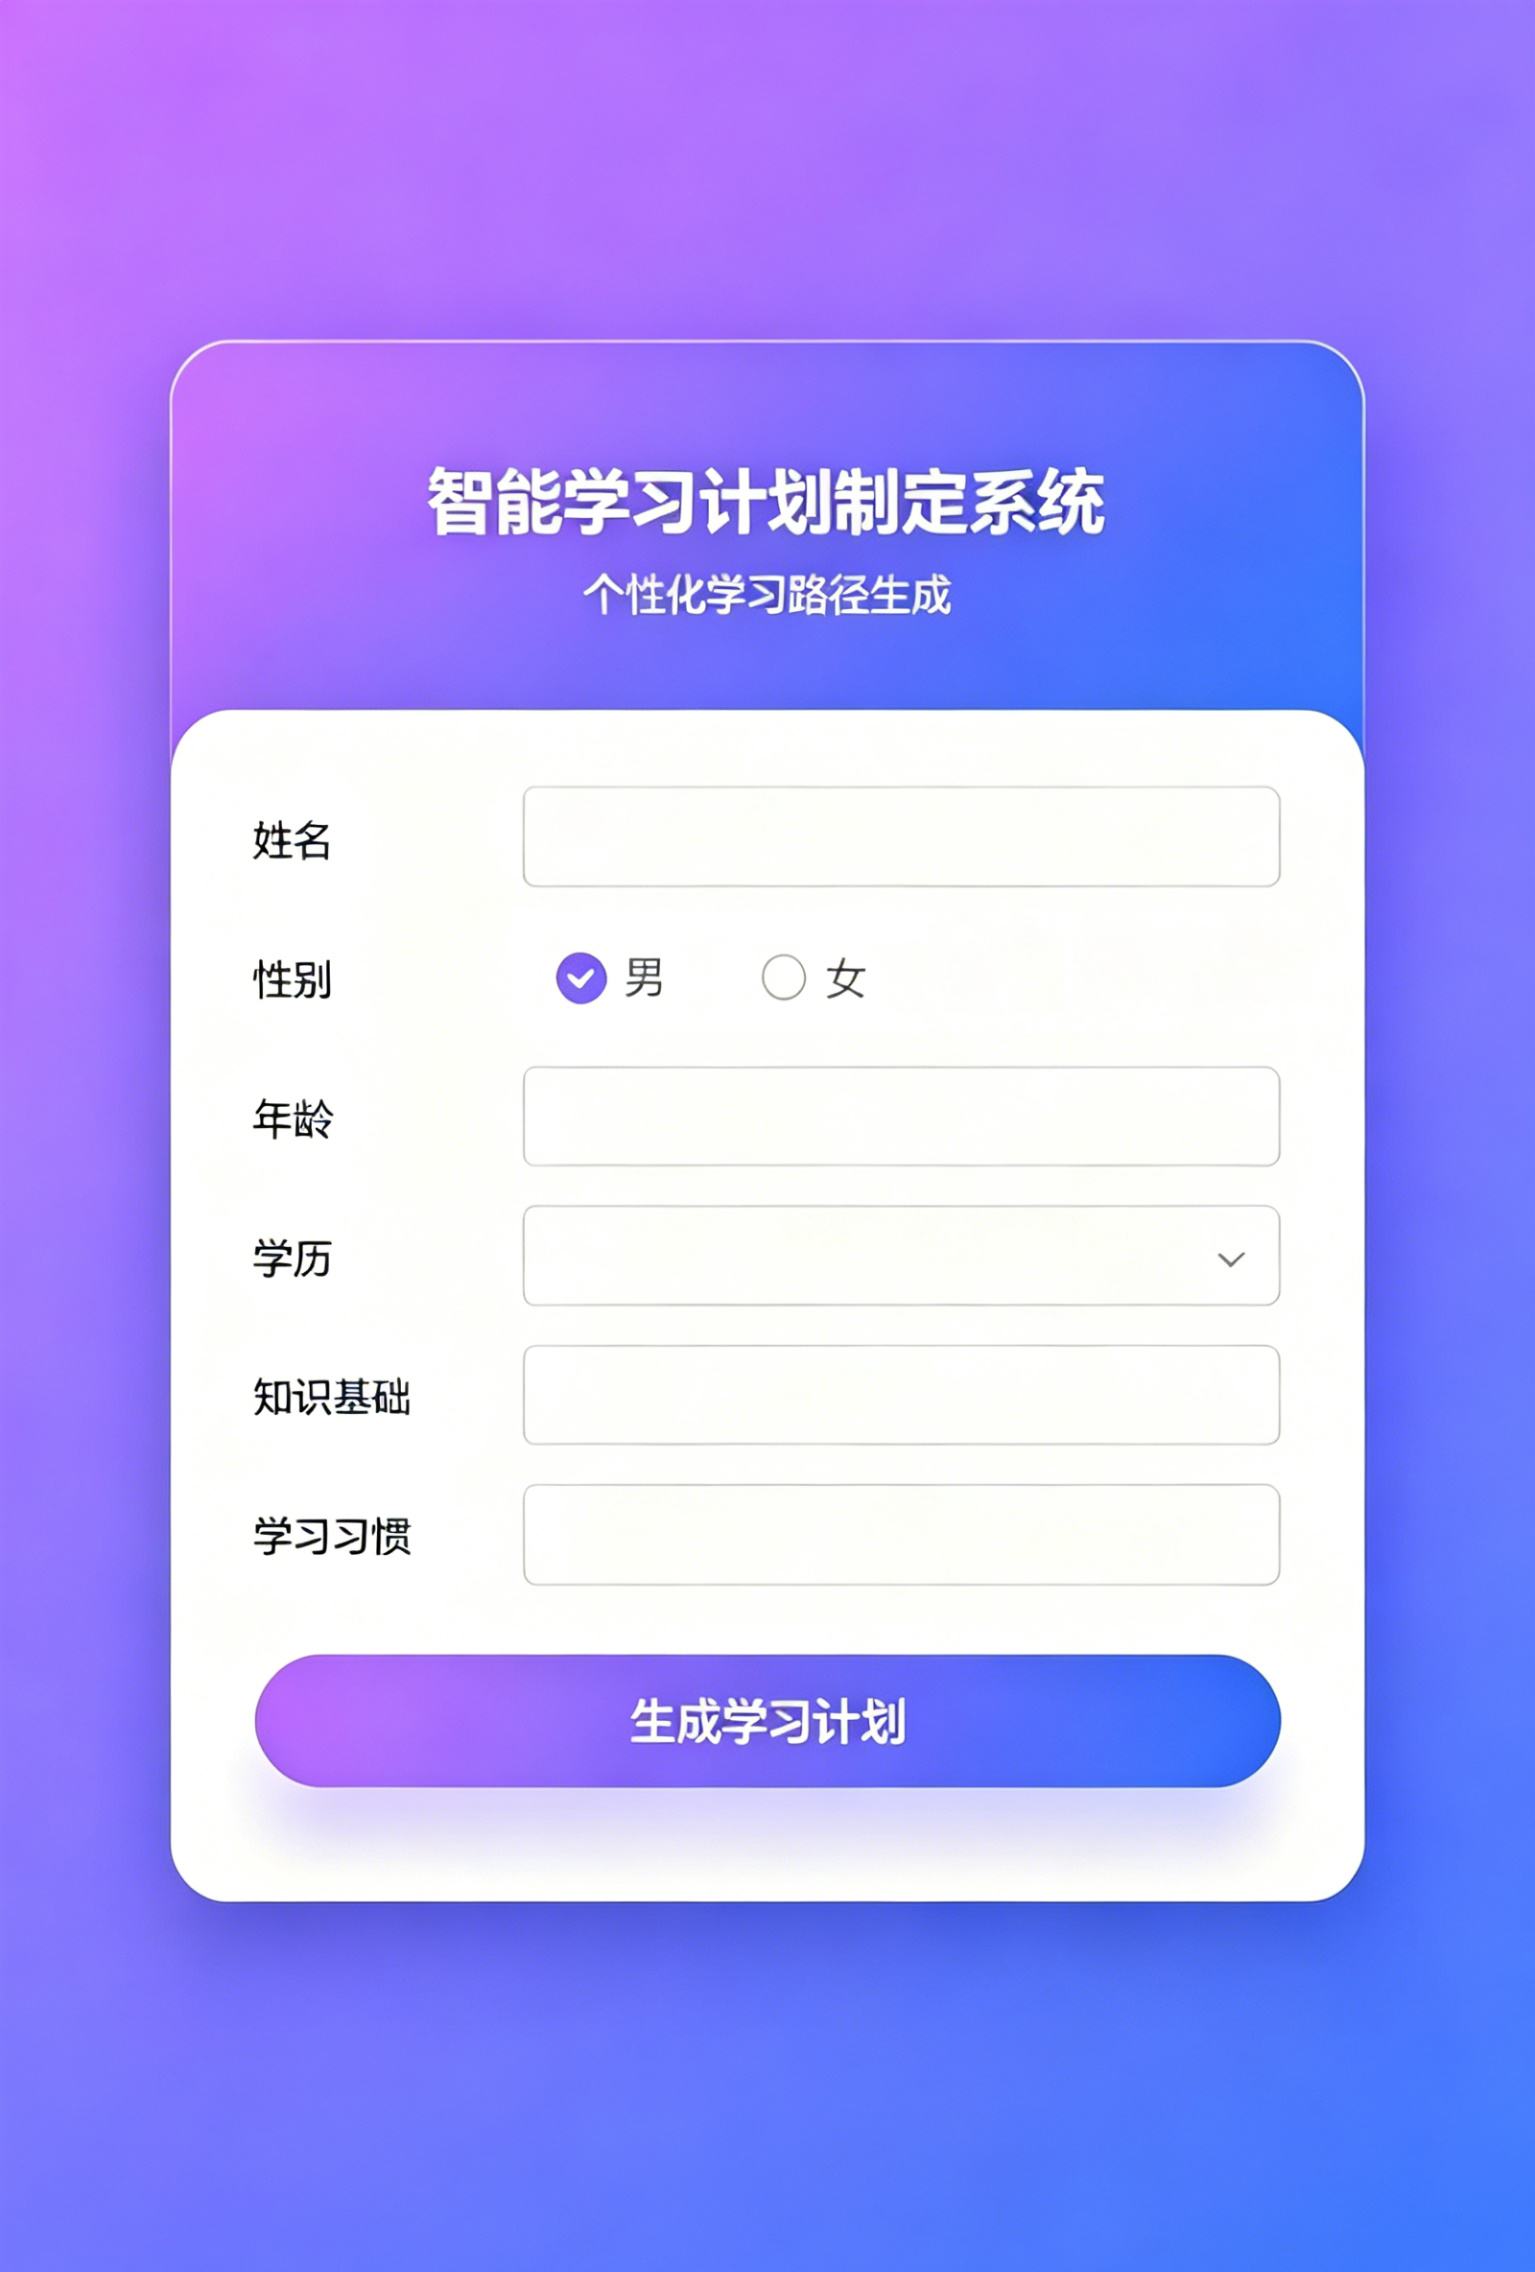 智能学习计划制定系统
个性化学习路径生成
姓名
性别 男 女
年龄
学历
知识基础
学习习惯
生成学习计划